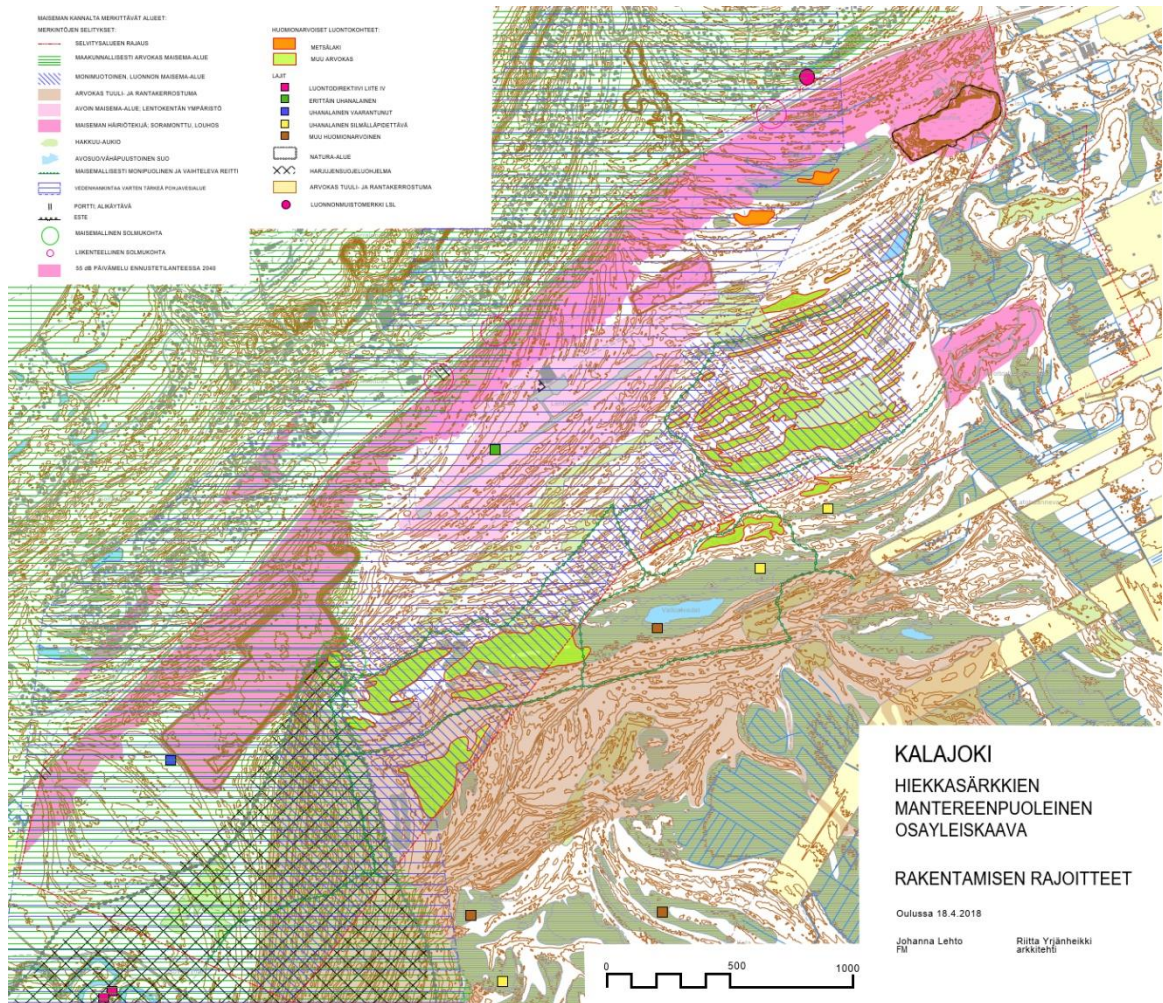 MAISEMAN KANNALTA MERKITTÄVÄT ALUEET:
MERKINTÖJEN SELITYKSET:
SELVITYSALUEEN RAJAUS
MAAKUNNALLISESTI ARVOKAS MAISEMA-ALUE
MONIMUOTOINEN, LUONNON MAISEMA-ALUE
ARVOKAS TUULI- JA RANTAKERROSTUMA
AVOIN MAISEMA-ALUE; LENTOKENTÄN YMPÄRISTÖ
MAISEMAN HÄIRIÖTEKIJÄ; SORAMONTTU, LOUHOS
HAKKUU-AUKIO
AVOSUO/VÄHÄPUUSTOINEN SUO
MAISEMALLISESTI MONIPUOLINEN JA VAIHTELEVA REITTI
VEDENHANKINTAA VARTEN TÄRKEÄ POHJAVESIALUE
PORTTI; ALIKÄYTÄVÄ
ESTE
MAISEMALLINEN SOLMUKOHTA
LIIKENTEELLINEN SOLMUKOHTA
55 dB PÄIVÄMELU ENNUSTETILANTEESSA 2040
HUOMIONARVOISET LUONTOKOHTEET:
METSÄLAKI
MUU ARVOKAS
LAJIT
LUONTODIREKTIIVI LIITE IV
ERITTÄIN UHANALAINEN
UHANALAINEN VAARANTUNUT
UHANALAINEN SILMÄLLÄPIDETTÄVÄ
MUU HUOMIONARVOINEN
NATURA-ALUE
HARJUJENSUOJELUOHJELMA
ARVOKAS TUULI- JA RANTAKERROSTUMA
LUONNONMUISTOMERKKI LSL
KALAJOKI
HIEKKASÄRKKIEN
MANTEREENPUOLEINEN
OSAYLEISKAAVA
RAKENTAMISEN RAJOITTEET
Oulussa 18.4.2018
Johanna Lehto
FM
Riitta Yrjänheikki
arkkitehti
0 500 1000